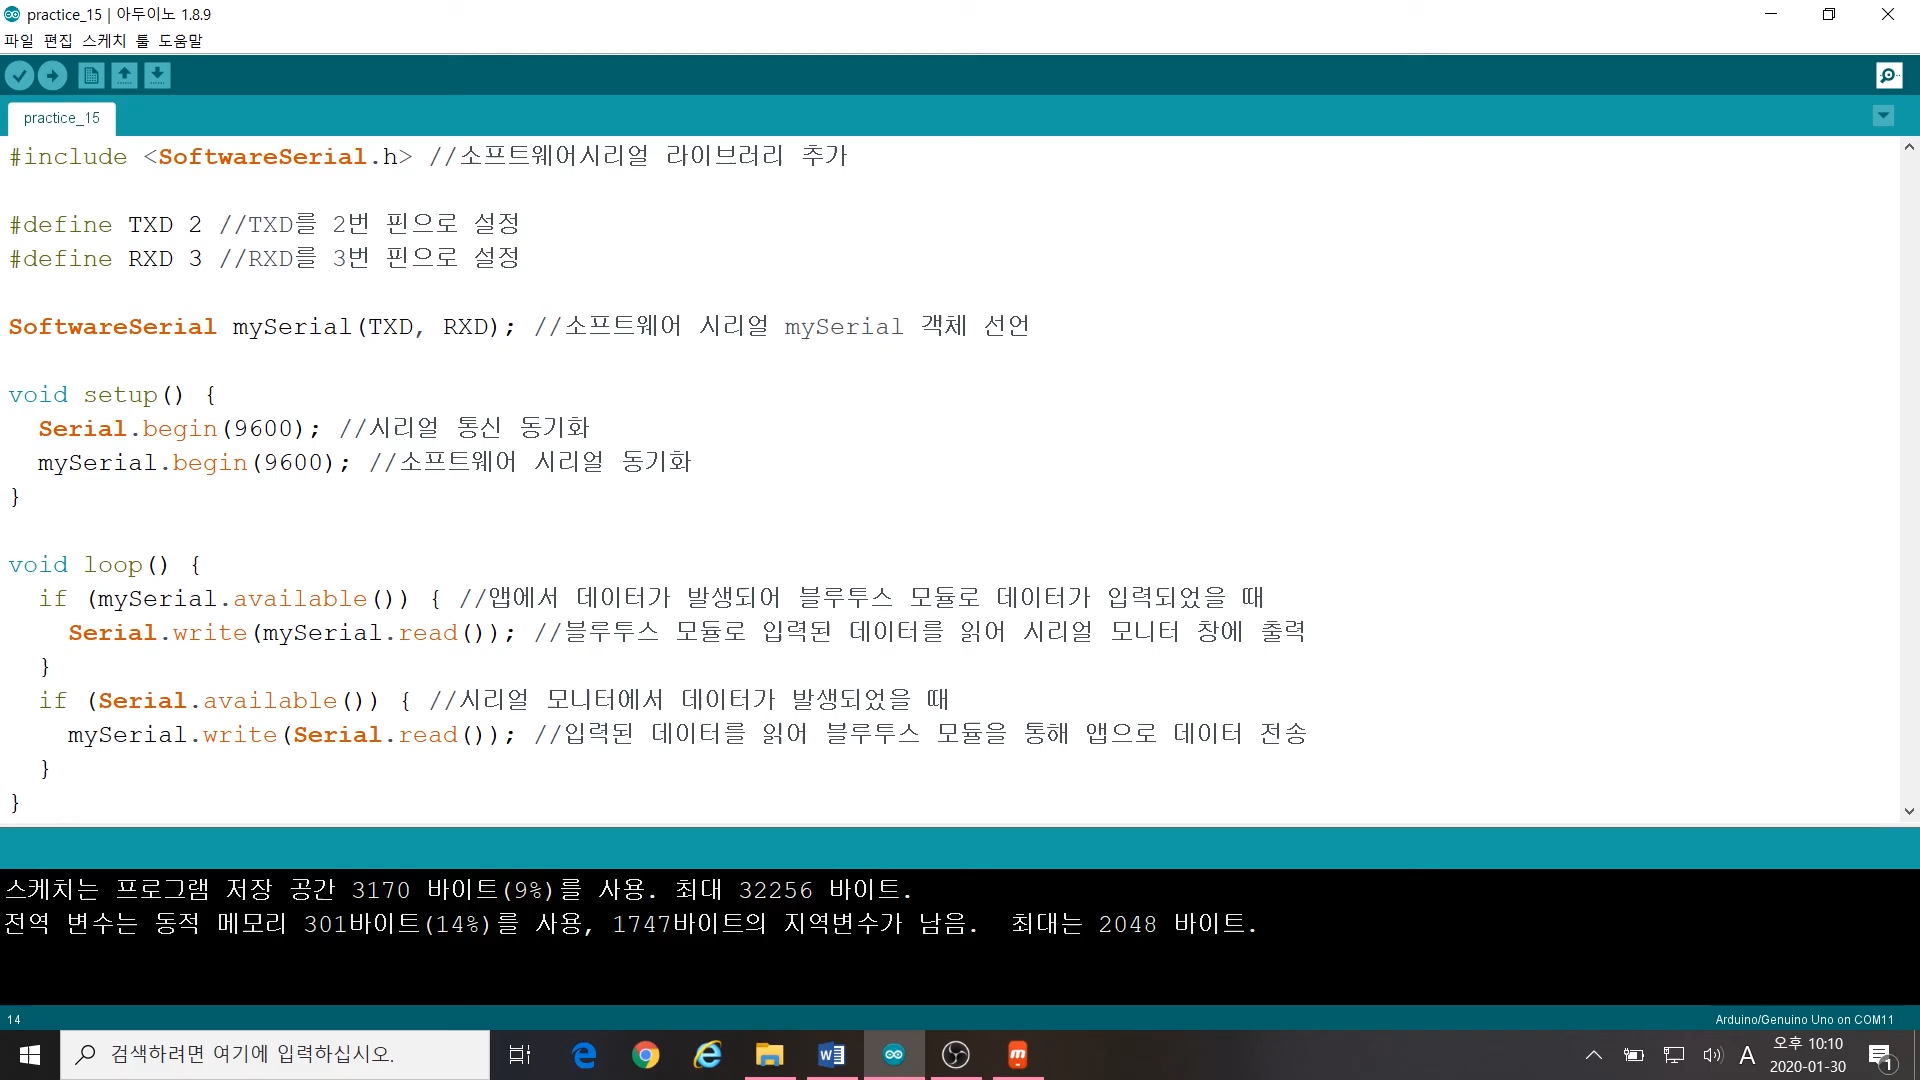 practice_15 | 아두이노 1.8.9
파일 편집 스케치 툴 도움말
practice_15
#include <SoftwareSerial.h> //소프트웨어시리얼 라이브러리 추가
#define TXD 2 //TXD를 2번 핀으로 설정
#define RXD 3 //RXD를 3번 핀으로 설정
SoftwareSerial mySerial(TXD, RXD); //소프트웨어 시리얼 mySerial 객체 선언
void setup() {
  Serial.begin(9600); //시리얼 통신 동기화
  mySerial.begin(9600); //소프트웨어 시리얼 동기화
}
void loop() {
  if (mySerial.available()) { //앱에서 데이터가 발생되어 블루투스 모듈로 데이터가 입력되었을 때
    Serial.write(mySerial.read()); //블루투스 모듈로 입력된 데이터를 읽어 시리얼 모니터 창에 출력
  }
  if (Serial.available()) { //시리얼 모니터에서 데이터가 발생되었을 때
    mySerial.write(Serial.read()); //입력된 데이터를 읽어 블루투스 모듈을 통해 앱으로 데이터 전송
  }
}
스케치는 프로그램 저장 공간 3170 바이트(9%)를 사용. 최대 32256 바이트.
전역 변수는 동적 메모리 301바이트(14%)를 사용, 1747바이트의 지역변수가 남음.  최대는 2048 바이트.
14
Arduino/Genuino Uno on COM11
검색하려면 여기에 입력하십시오.
A
오후 10:10
2020-01-30
1